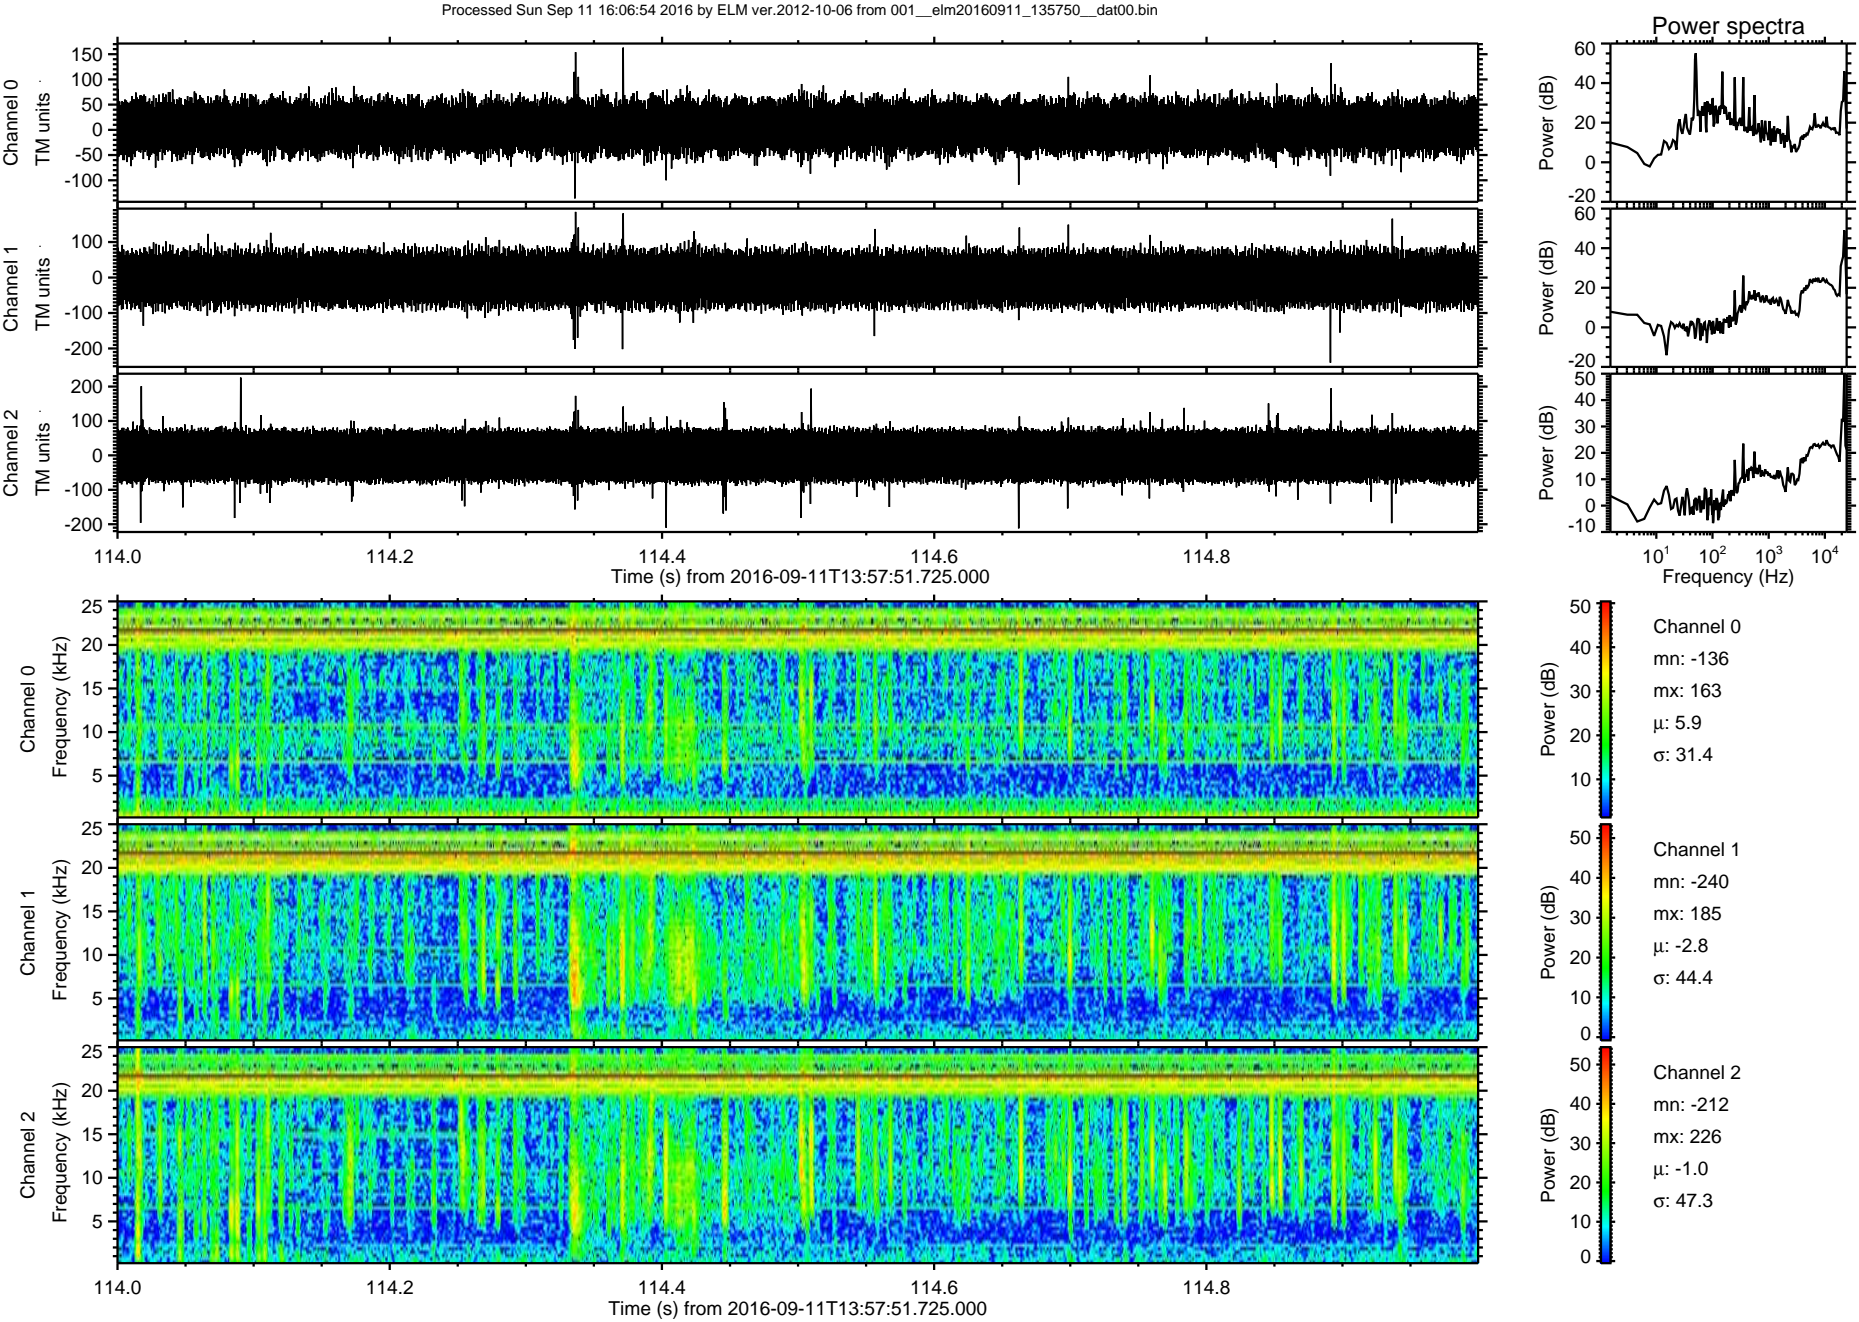 Processed Sun Sep 11 16:06:54 2016 by ELM ver.2012-10-06 from 001__elm20160911_135750__dat00.bin
Power spectra
Channel 0
TM units
150
100
50
0
-50
-100
Power (dB)
60
40
20
0
-20
Channel 1
TM units
100
0
-100
-200
Power (dB)
60
40
20
0
-20
Channel 2
TM units
200
100
0
-100
-200
Power (dB)
50
40
30
20
10
0
-10
114.0 114.2 114.4 114.6 114.8
Time (s) from 2016-09-11T13:57:51.725.000
10¹ 10² 10³ 10⁴
Frequency (Hz)
Channel 0
Frequency (kHz)
25
20
15
10
5
Power (dB)
50
40
30
20
10
Channel 0
mn: -136
mx: 163
μ: 5.9
σ: 31.4
Channel 1
Frequency (kHz)
25
20
15
10
5
Power (dB)
50
40
30
20
10
0
Channel 1
mn: -240
mx: 185
μ: -2.8
σ: 44.4
Channel 2
Frequency (kHz)
25
20
15
10
5
Power (dB)
50
40
30
20
10
0
Channel 2
mn: -212
mx: 226
μ: -1.0
σ: 47.3
114.0 114.2 114.4 114.6 114.8
Time (s) from 2016-09-11T13:57:51.725.000